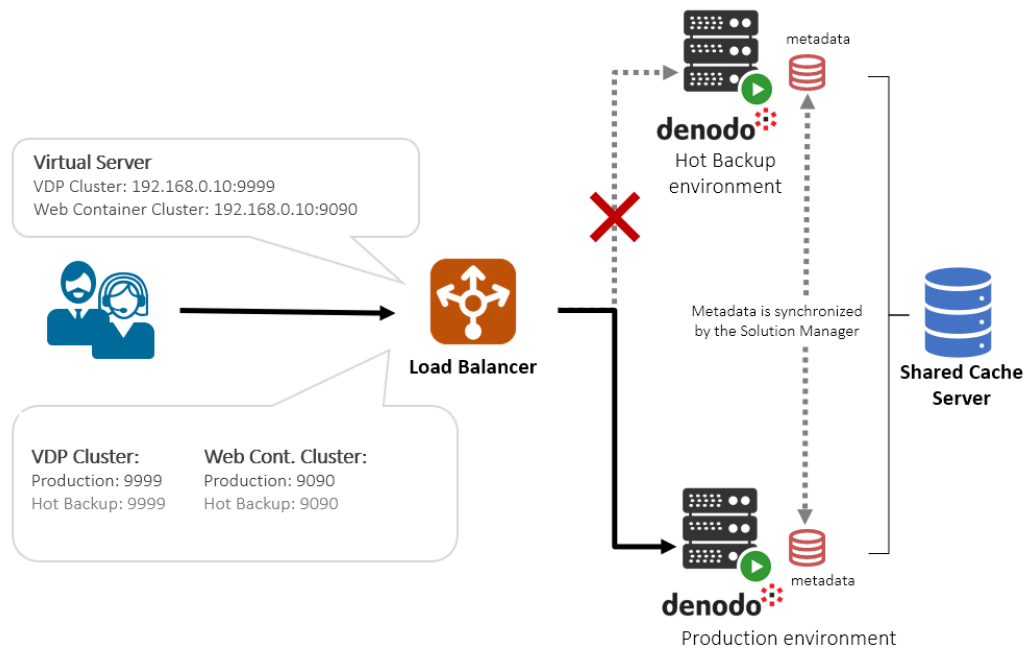 metadata
denodo
Hot Backup
environment
Virtual Server
VDP Cluster: 192.168.0.10:9999
Web Container Cluster: 192.168.0.10:9090
Load Balancer
Metadata is synchronized
by the Solution Manager
Shared Cache
Server
VDP Cluster:
Production: 9999
Hot Backup: 9999
Web Cont. Cluster:
Production: 9090
Hot Backup: 9090
metadata
denodo
Production environment